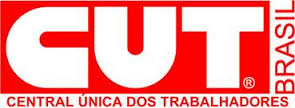 CUT®
CENTRAL ÚNICA DOS TRABALHADORES
BRASIL